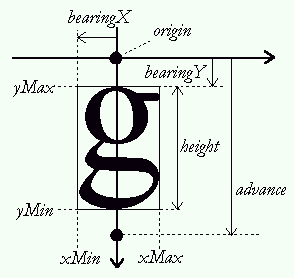 bearingX
origin
bearingY
yMax
g
height
advance
yMin
xMin
xMax